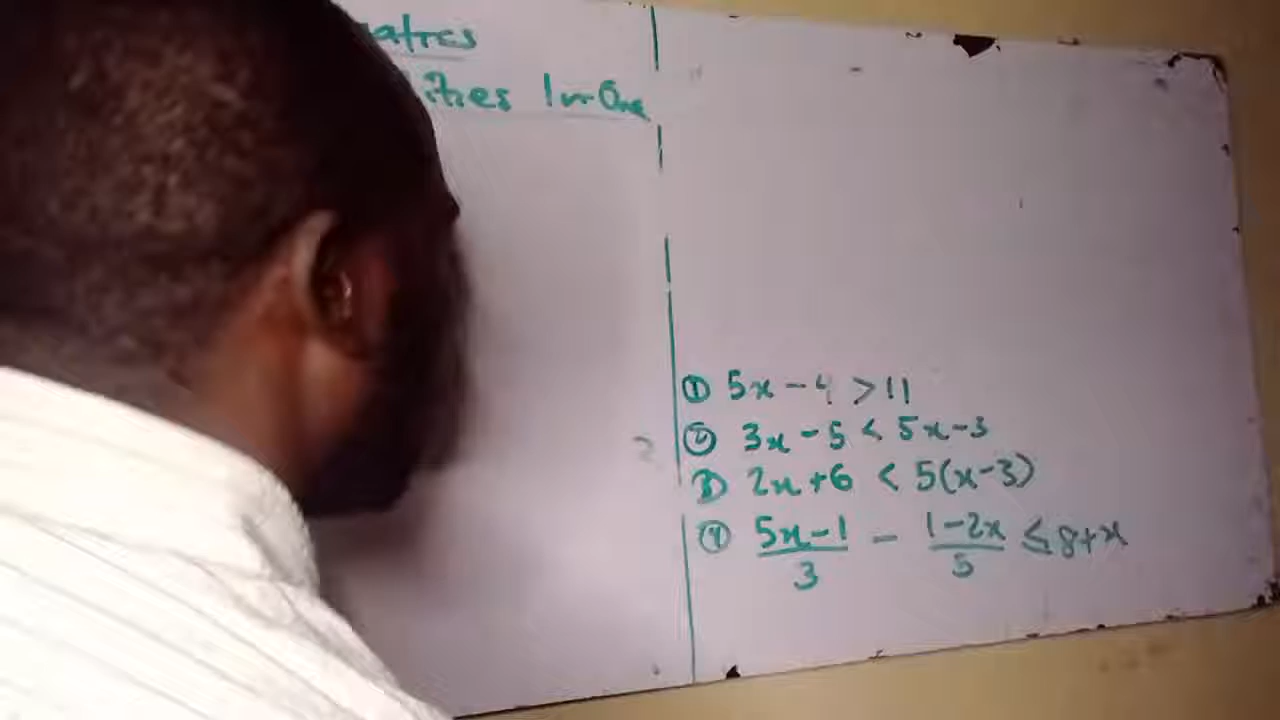 ities In One
① 5x - 4 > 11
② 3x - 5 < 5x - 3
③ 2x + 6 < 5(x - 3)
④ 5x - 1 / 3 - 1 - 2x / 5 ≤ 8 + x